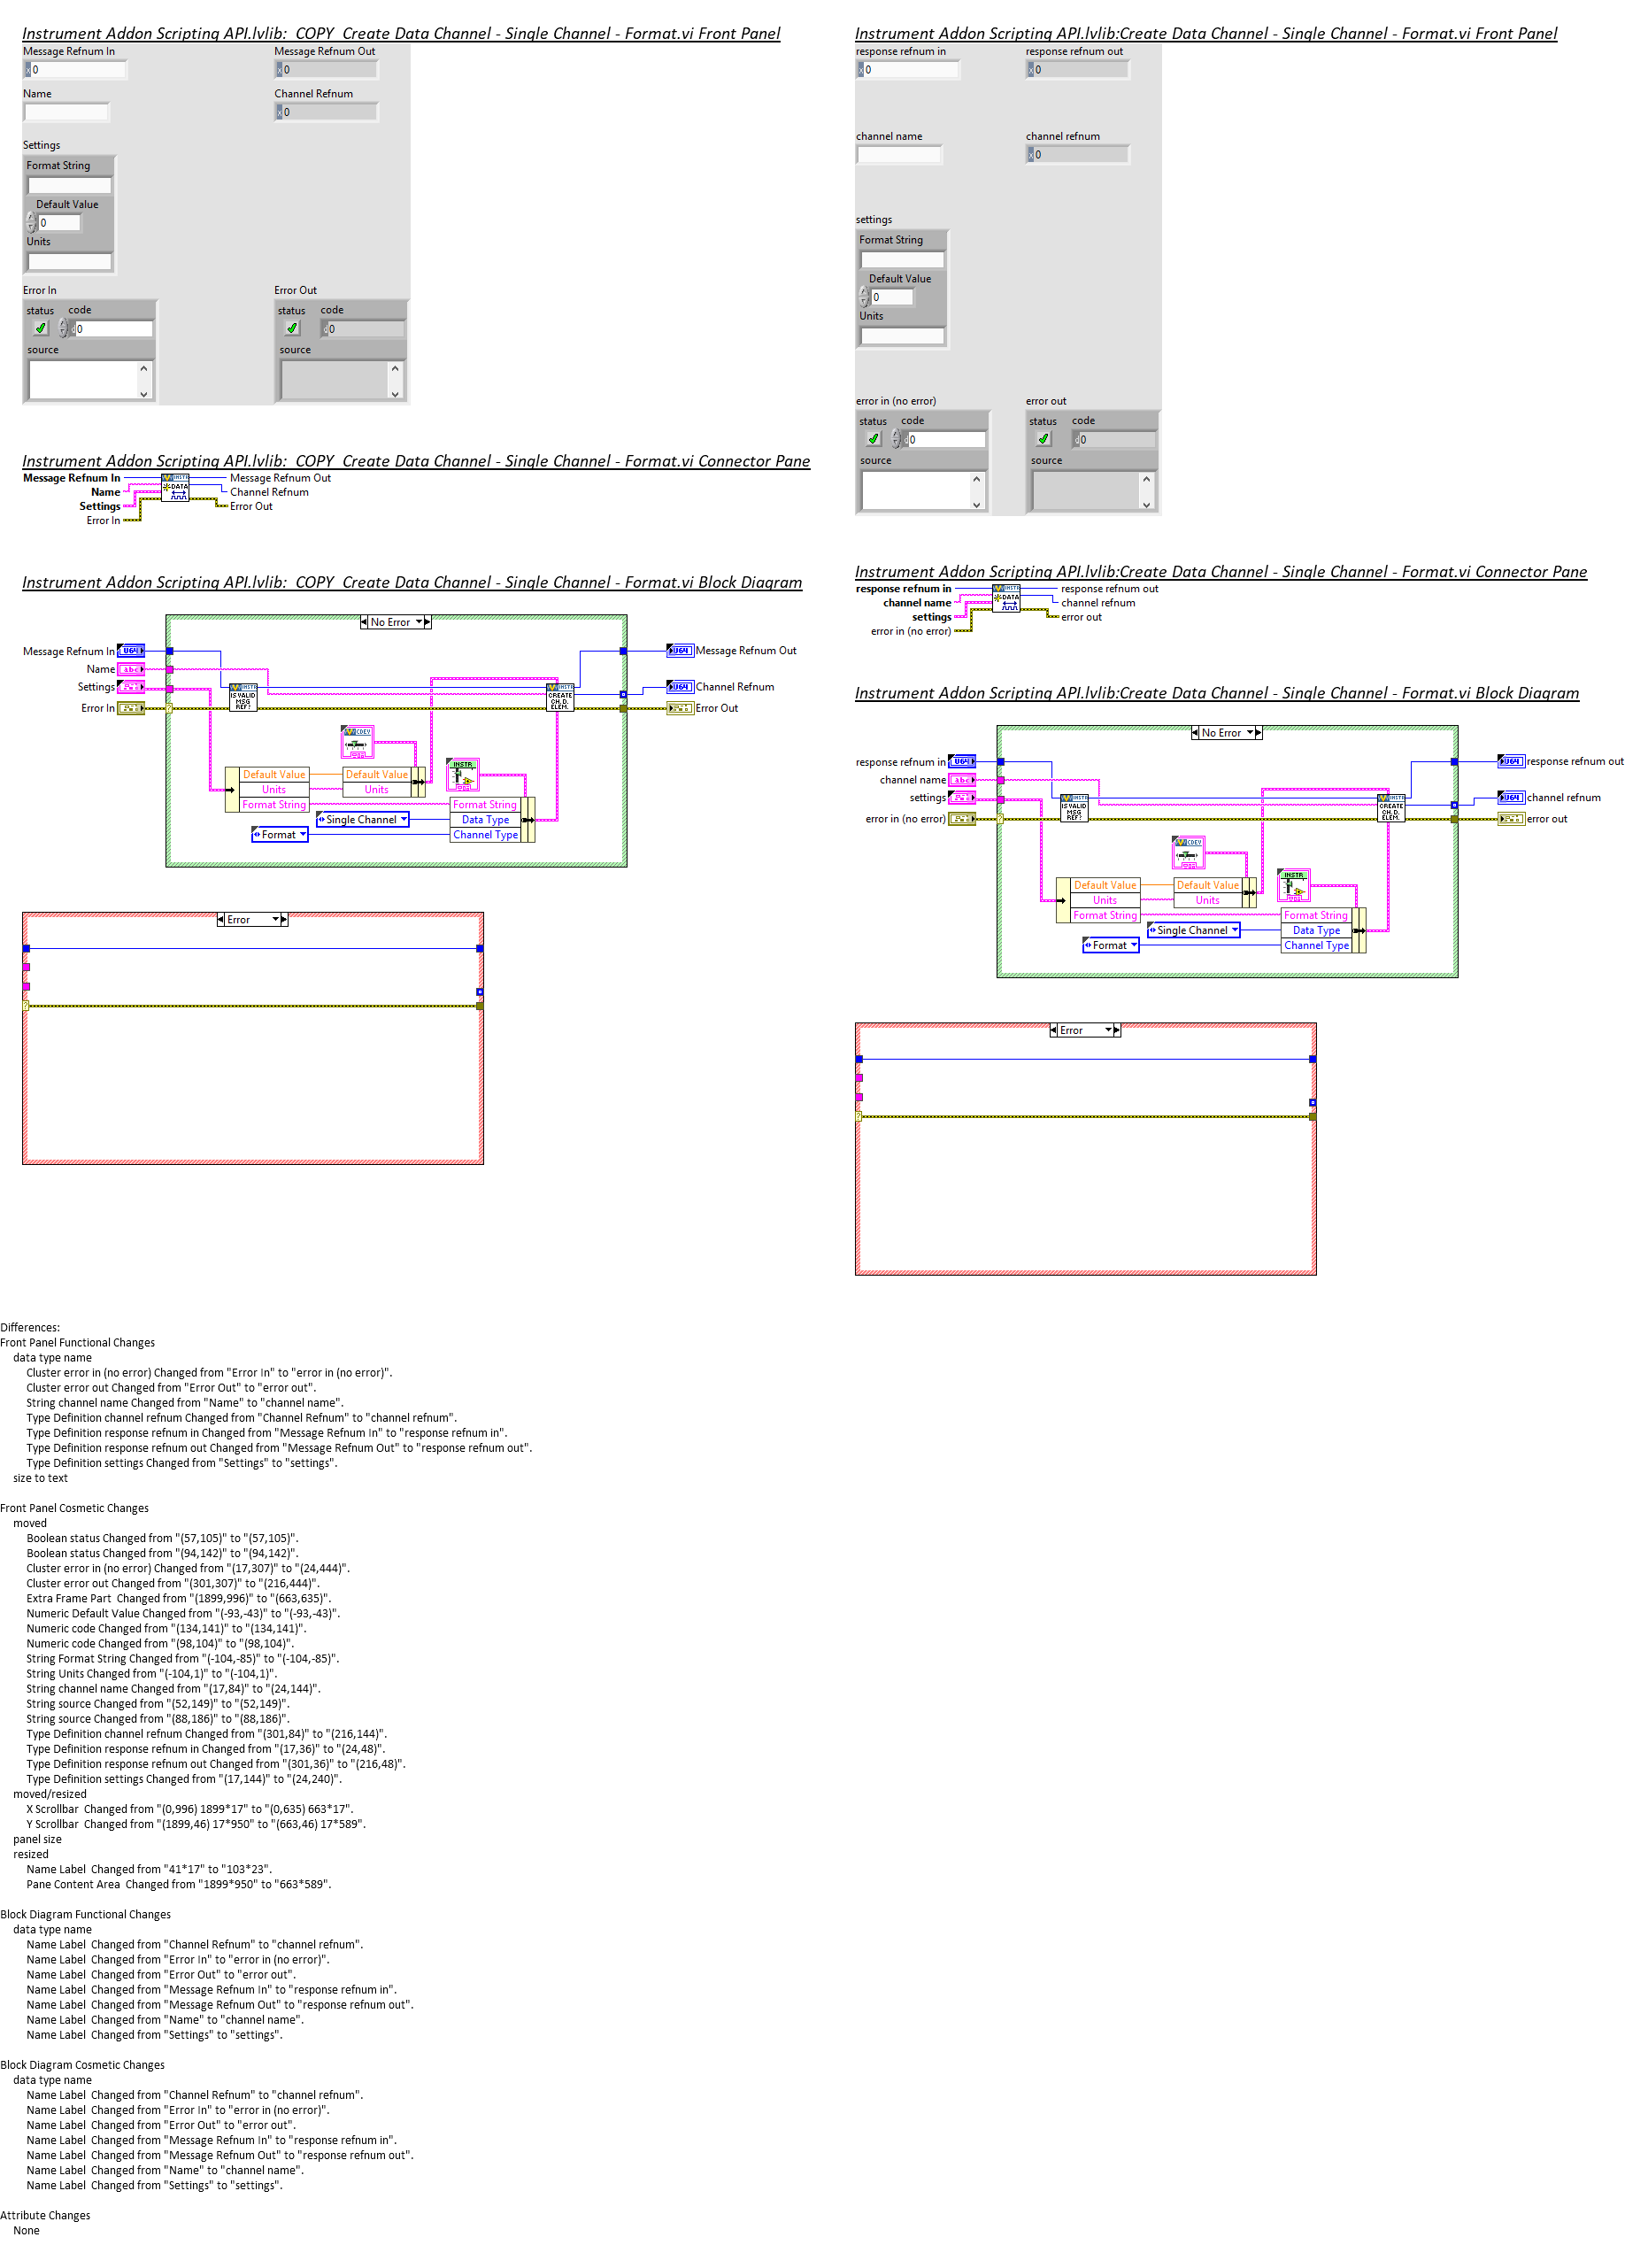 Instrument Addon Scripting API.lvlib:  COPY  Create Data Channel - Single Channel - Format.vi Front Panel
Message Refnum In
Message Refnum Out
x 0
x 0
Name
Channel Refnum
x 0
Settings
Format String
Default Value
0
Units
Error In
Error Out
status code
status code
d 0
d 0
source
source
Instrument Addon Scripting API.lvlib:  COPY  Create Data Channel - Single Channel - Format.vi Connector Pane
Message Refnum In
Message Refnum Out
Name
Channel Refnum
Settings
Error Out
Error In
INSTR
DATA
Instrument Addon Scripting API.lvlib:  COPY  Create Data Channel - Single Channel - Format.vi Block Diagram
No Error
Message Refnum In
U64
U64
Message Refnum Out
Name
abc
Settings
U64
Channel Refnum
Error In
Error Out
INSTR
IS VALID
MSG
REF?
INSTR
CREATE
CH.D.
ELEM.
CDEV
INSTR
Default Value
Default Value
Units
Units
Format String
Format String
Single Channel
Data Type
Format
Channel Type
Error
Instrument Addon Scripting API.lvlib:Create Data Channel - Single Channel - Format.vi Front Panel
response refnum in
response refnum out
x 0
x 0
channel name
channel refnum
x 0
settings
Format String
Default Value
0
Units
error in (no error)
error out
status code
status code
d 0
d 0
source
source
Instrument Addon Scripting API.lvlib:Create Data Channel - Single Channel - Format.vi Connector Pane
response refnum in
response refnum out
channel name
channel refnum
settings
error out
error in (no error)
INSTR
DATA
Instrument Addon Scripting API.lvlib:Create Data Channel - Single Channel - Format.vi Block Diagram
No Error
response refnum in
U64
U64
response refnum out
channel name
abc
settings
U64
channel refnum
error in (no error)
error out
INSTR
IS VALID
MSG
REF?
INSTR
CREATE
CH.D.
ELEM.
CDEV
INSTR
Default Value
Default Value
Units
Units
Format String
Format String
Single Channel
Data Type
Format
Channel Type
Error
Differences:
Front Panel Functional Changes
data type name
Cluster error in (no error) Changed from "Error In" to "error in (no error)".
Cluster error out Changed from "Error Out" to "error out".
String channel name Changed from "Name" to "channel name".
Type Definition channel refnum Changed from "Channel Refnum" to "channel refnum".
Type Definition response refnum in Changed from "Message Refnum In" to "response refnum in".
Type Definition response refnum out Changed from "Message Refnum Out" to "response refnum out".
Type Definition settings Changed from "Settings" to "settings".
size to text
Front Panel Cosmetic Changes
moved
Boolean status Changed from "(57,105)" to "(57,105)".
Boolean status Changed from "(94,142)" to "(94,142)".
Cluster error in (no error) Changed from "(17,307)" to "(24,444)".
Cluster error out Changed from "(301,307)" to "(216,444)".
Extra Frame Part  Changed from "(1899,996)" to "(663,635)".
Numeric Default Value Changed from "(-93,-43)" to "(-93,-43)".
Numeric code Changed from "(134,141)" to "(134,141)".
Numeric code Changed from "(98,104)" to "(98,104)".
String Format String Changed from "(-104,-85)" to "(-104,-85)".
String Units Changed from "(-104,1)" to "(-104,1)".
String channel name Changed from "(17,84)" to "(24,144)".
String source Changed from "(52,149)" to "(52,149)".
String source Changed from "(88,186)" to "(88,186)".
Type Definition channel refnum Changed from "(301,84)" to "(216,144)".
Type Definition response refnum in Changed from "(17,36)" to "(24,48)".
Type Definition response refnum out Changed from "(301,36)" to "(216,48)".
Type Definition settings Changed from "(17,144)" to "(24,240)".
moved/resized
X Scrollbar  Changed from "(0,996) 1899*17" to "(0,635) 663*17".
Y Scrollbar  Changed from "(1899,46) 17*950" to "(663,46) 17*589".
panel size
resized
Name Label  Changed from "41*17" to "103*23".
Pane Content Area  Changed from "1899*950" to "663*589".
Block Diagram Functional Changes
data type name
Name Label  Changed from "Channel Refnum" to "channel refnum".
Name Label  Changed from "Error In" to "error in (no error)".
Name Label  Changed from "Error Out" to "error out".
Name Label  Changed from "Message Refnum In" to "response refnum in".
Name Label  Changed from "Message Refnum Out" to "response refnum out".
Name Label  Changed from "Name" to "channel name".
Name Label  Changed from "Settings" to "settings".
Block Diagram Cosmetic Changes
data type name
Name Label  Changed from "Channel Refnum" to "channel refnum".
Name Label  Changed from "Error In" to "error in (no error)".
Name Label  Changed from "Error Out" to "error out".
Name Label  Changed from "Message Refnum In" to "response refnum in".
Name Label  Changed from "Message Refnum Out" to "response refnum out".
Name Label  Changed from "Name" to "channel name".
Name Label  Changed from "Settings" to "settings".
Attribute Changes
None